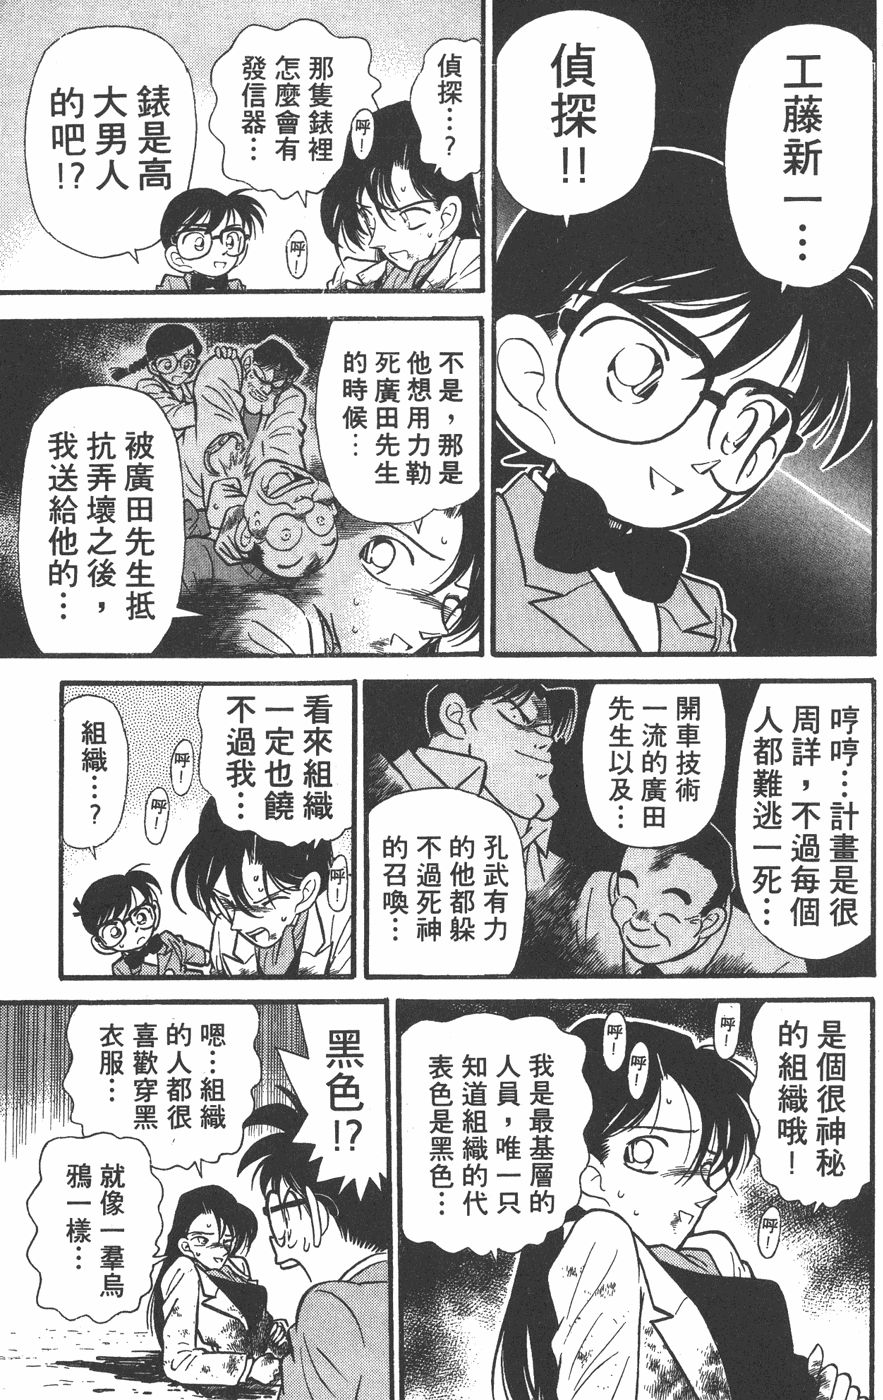 工藤新一…
偵探!!
偵探…?
那隻錶裡
怎麼會有
發信器…
呼!
呼!
錶是高
大男人
的吧!?
不是，那是
他想用力勒
死廣田先生
的時候…
被廣田先生抵
抗弄壞之後，
我送給他的…
哼哼…計畫是很
周詳，不過每個
人都難逃一死…
開車技術
一流的廣田
先生以及…
孔武有力
的他都躲
不過死神
的召喚…
看來組織
一定也饒
不過我…
呼!
呼!
呼!
組織…?
是個很神秘
的組織哦!
呼!
呼!
呼!
呼!
我是最基層的
人員，唯一只
知道組織的代
表色是黑色…
黑色!?
嗯…組織
的人都很
喜歡穿黑
衣服…
就像一羣烏
鴉一樣…